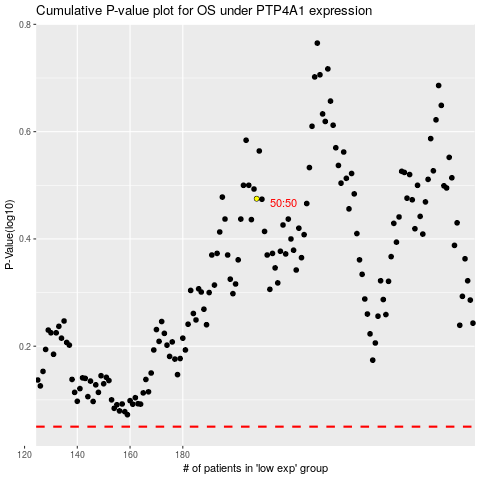 Cumulative P-value plot for OS under PTP4A1 expression
0.8
0.6
0.4
0.2
P-Value(log10)
50:50
120 140 160 180
# of patients in 'low exp' group